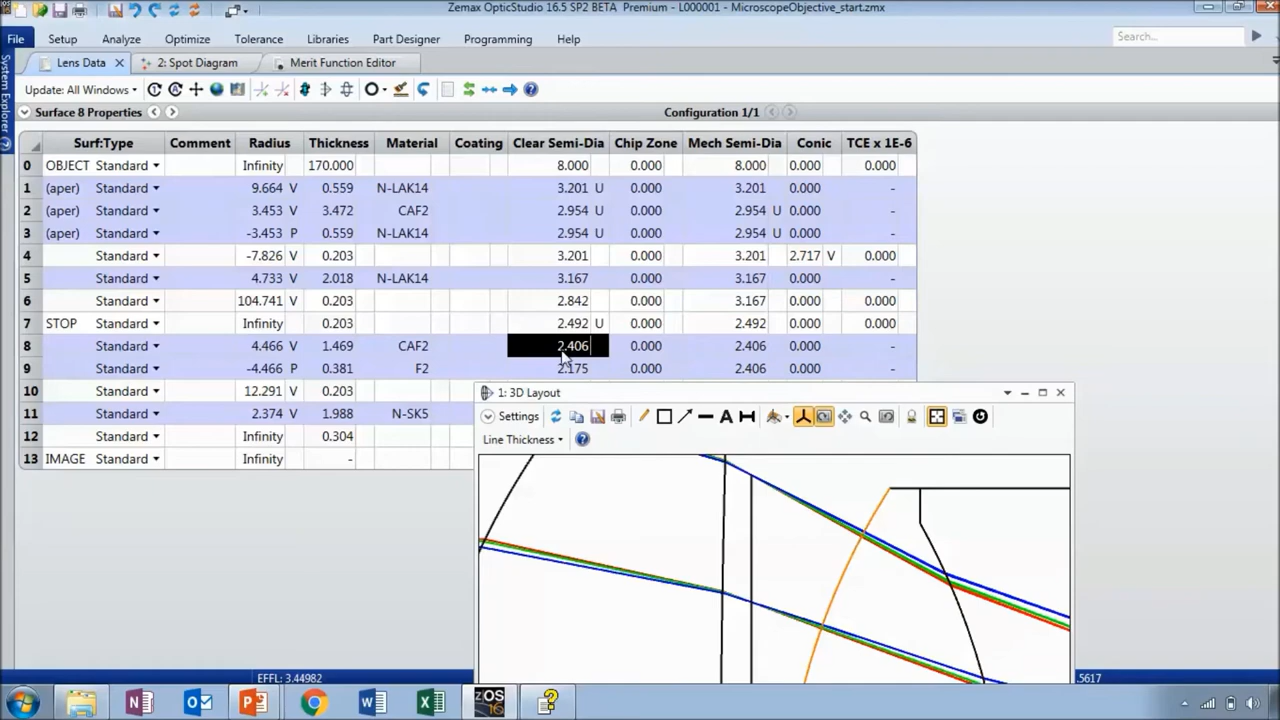 Zemax OpticStudio 16.5 SP2 BETA Premium - L000001 - MicroscopeObjective_start.zmx
File Setup Analyze Optimize Tolerance Libraries Part Designer Programming Help Search...
Lens Data 2: Spot Diagram Merit Function Editor
System Explorer
Update: All Windows
Surface 8 Properties Configuration 1/1
Surf:Type Comment Radius Thickness Material Coating Clear Semi-Dia Chip Zone Mech Semi-Dia Conic TCE x 1E-6
0 OBJECT Standard Infinity 170.000 8.000 0.000 8.000 0.000 0.000
1 (aper) Standard 9.664 V 0.559 N-LAK14 3.201 U 0.000 3.201 0.000 -
2 (aper) Standard 3.453 V 3.472 CAF2 2.954 U 0.000 2.954 U 0.000 -
3 (aper) Standard -3.453 P 0.559 N-LAK14 2.954 U 0.000 2.954 U 0.000 -
4 Standard -7.826 V 0.203 3.201 0.000 3.201 2.717 V 0.000
5 Standard 4.733 V 2.018 N-LAK14 3.167 0.000 3.167 0.000 -
6 Standard 104.741 V 0.203 2.842 0.000 3.167 0.000 0.000
7 STOP Standard Infinity 0.203 2.492 U 0.000 2.492 0.000 0.000
8 Standard 4.466 V 1.469 CAF2 2.406 0.000 2.406 0.000 -
9 Standard -4.466 P 0.381 F2 2.175 0.000 2.406 0.000 -
10 Standard 12.291 V 0.203
11 Standard 2.374 V 1.988 N-SK5
12 Standard Infinity 0.304
13 IMAGE Standard Infinity -
1: 3D Layout
Settings
Line Thickness
EFFL: 3.44982 .5617